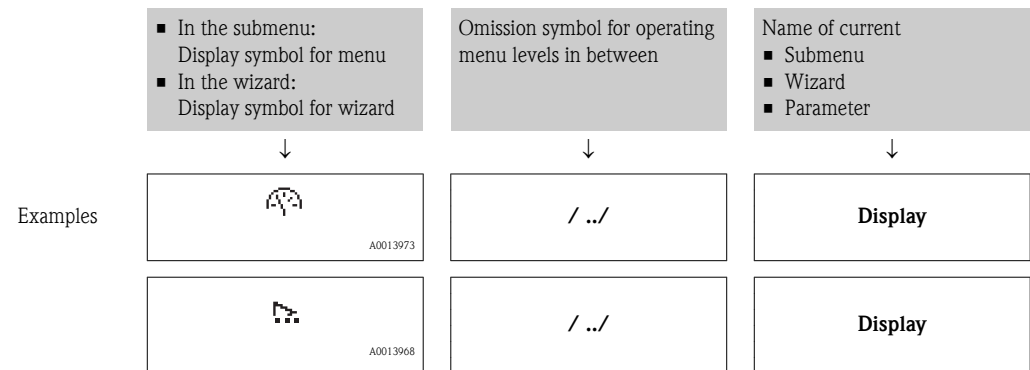 ■ In the submenu:
Display symbol for menu
■ In the wizard:
Display symbol for wizard
Omission symbol for operating
menu levels in between
Name of current
■ Submenu
■ Wizard
■ Parameter
↓ ↓ ↓
Examples
A0013973
/ ../
Display
A0013968
/ ../
Display